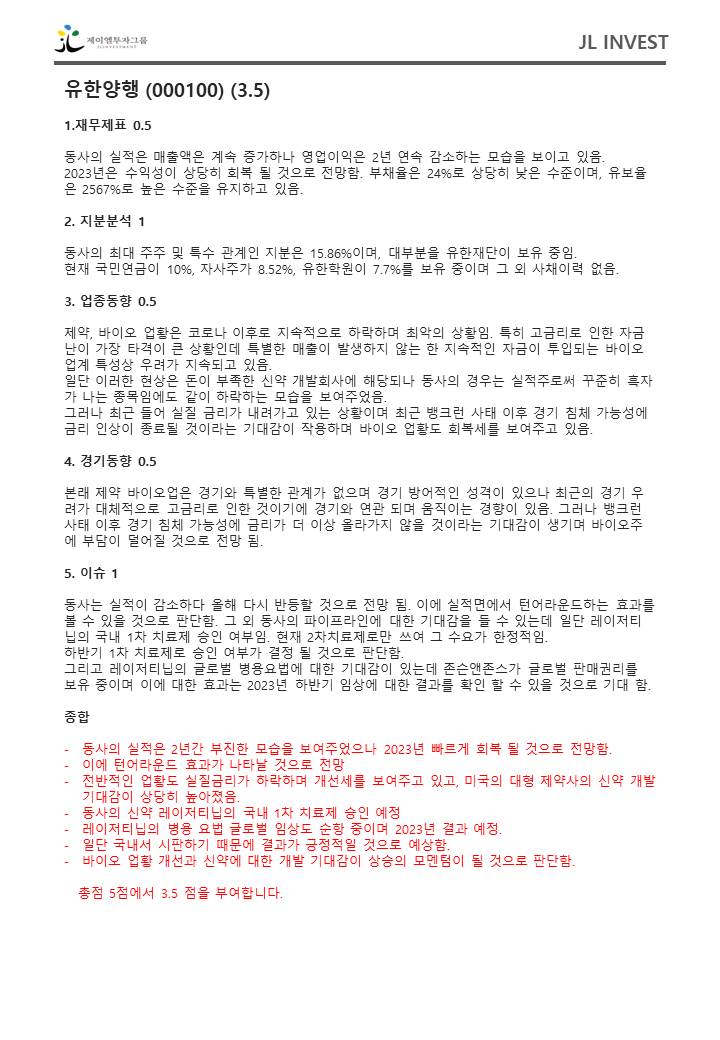 제이엘투자그룹
JLINVESTMENT
JL INVEST
유한양행 (000100) (3.5)
1.재무제표 0.5
동사의 실적은 매출액은 계속 증가하나 영업이익은 2년 연속 감소하는 모습을 보이고 있음.
2023년은 수익성이 상당히 회복 될 것으로 전망함. 부채율은 24%로 상당히 낮은 수준이며, 유보율
은 2567%로 높은 수준을 유지하고 있음.
2. 지분분석 1
동사의 최대 주주 및 특수 관계인 지분은 15.86%이며, 대부분을 유한재단이 보유 중임.
현재 국민연금이 10%, 자사주가 8.52%, 유한학원이 7.7%를 보유 중이며 그 외 사채이력 없음.
3. 업종동향 0.5
제약, 바이오 업황은 코로나 이후로 지속적으로 하락하며 최악의 상황임. 특히 고금리로 인한 자금
난이 가장 타격이 큰 상황인데 특별한 매출이 발생하지 않는 한 지속적인 자금이 투입되는 바이오
업계 특성상 우려가 지속되고 있음.
일단 이러한 현상은 돈이 부족한 신약 개발회사에 해당되나 동사의 경우는 실적주로써 꾸준히 흑자
가 나는 종목임에도 같이 하락하는 모습을 보여주었음.
그러나 최근 들어 실질 금리가 내려가고 있는 상황이며 최근 뱅크런 사태 이후 경기 침체 가능성에
금리 인상이 종료될 것이라는 기대감이 작용하며 바이오 업황도 회복세를 보여주고 있음.
4. 경기동향 0.5
본래 제약 바이오업은 경기와 특별한 관계가 없으며 경기 방어적인 성격이 있으나 최근의 경기 우
려가 대체적으로 고금리로 인한 것이기에 경기와 연관 되며 움직이는 경향이 있음. 그러나 뱅크런
사태 이후 경기 침체 가능성에 금리가 더 이상 올라가지 않을 것이라는 기대감이 생기며 바이오주
에 부담이 덜어질 것으로 전망 됨.
5. 이슈 1
동사는 실적이 감소하다 올해 다시 반등할 것으로 전망 됨. 이에 실적면에서 턴어라운드하는 효과를
볼 수 있을 것으로 판단함. 그 외 동사의 파이프라인에 대한 기대감을 들 수 있는데 일단 레이저티
닙의 국내 1차 치료제 승인 여부임. 현재 2차치료제로만 쓰여 그 수요가 한정적임.
하반기 1차 치료제로 승인 여부가 결정 될 것으로 판단함.
그리고 레이저티닙의 글로벌 병용요법에 대한 기대감이 있는데 존슨앤존스가 글로벌 판매권리를
보유 중이며 이에 대한 효과는 2023년 하반기 임상에 대한 결과를 확인 할 수 있을 것으로 기대 함.
종합
- 동사의 실적은 2년간 부진한 모습을 보여주었으나 2023년 빠르게 회복 될 것으로 전망함.
- 이에 턴어라운드 효과가 나타날 것으로 전망
- 전반적인 업황도 실질금리가 하락하며 개선세를 보여주고 있고, 미국의 대형 제약사의 신약 개발
기대감이 상당히 높아졌음.
- 동사의 신약 레이저티닙의 국내 1차 치료제 승인 예정
- 레이저티닙의 병용 요법 글로벌 임상도 순항 중이며 2023년 결과 예정.
- 일단 국내서 시판하기 때문에 결과가 긍정적일 것으로 예상함.
- 바이오 업황 개선과 신약에 대한 개발 기대감이 상승의 모멘텀이 될 것으로 판단함.
총점 5점에서 3.5 점을 부여합니다.